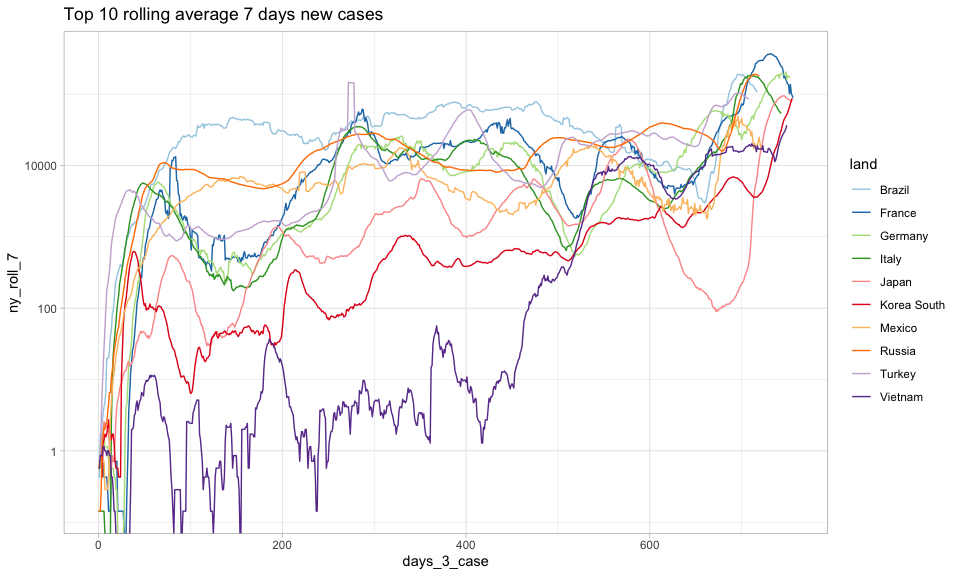 Top 10 rolling average 7 days new cases
ny_roll_7
10000
100
1
0 200 400 600
days_3_case
land
Brazil
France
Germany
Italy
Japan
Korea South
Mexico
Russia
Turkey
Vietnam